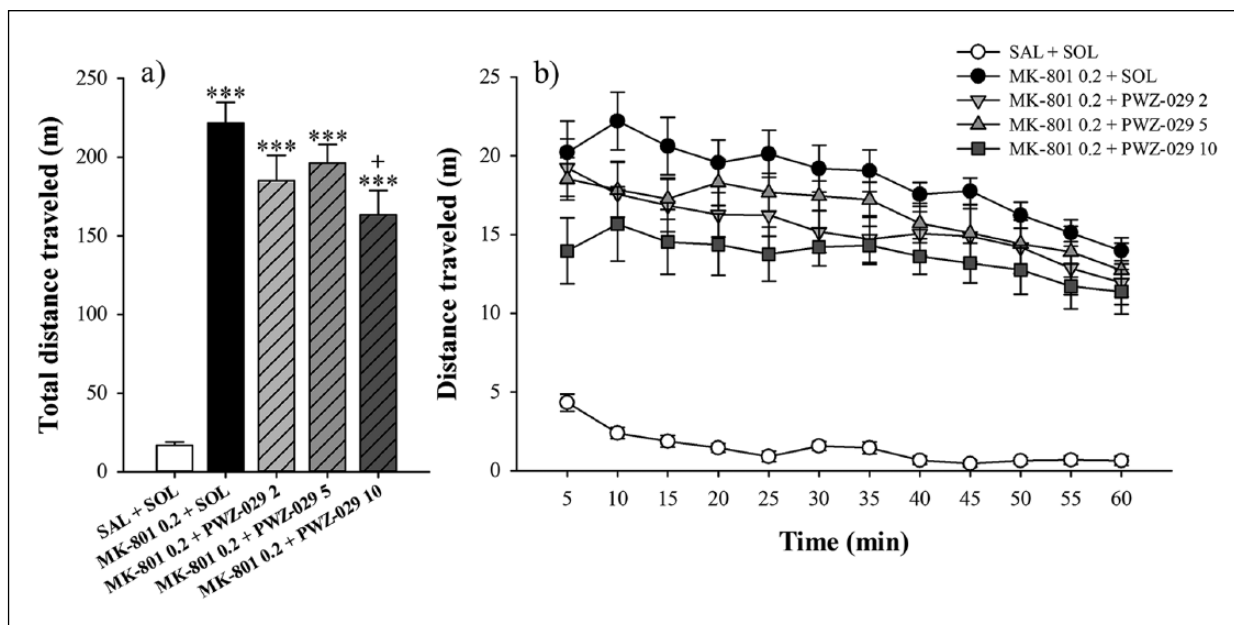 a)
Total distance traveled (m)
250
200
150
100
50
0
***
***
***
+
***
SAL + SOL
MK-801 0.2 + SOL
MK-801 0.2 + PWZ-029 2
MK-801 0.2 + PWZ-029 5
MK-801 0.2 + PWZ-029 10
b)
Distance traveled (m)
25
20
15
10
5
0
5 10 15 20 25 30 35 40 45 50 55 60
Time (min)
SAL + SOL
MK-801 0.2 + SOL
MK-801 0.2 + PWZ-029 2
MK-801 0.2 + PWZ-029 5
MK-801 0.2 + PWZ-029 10